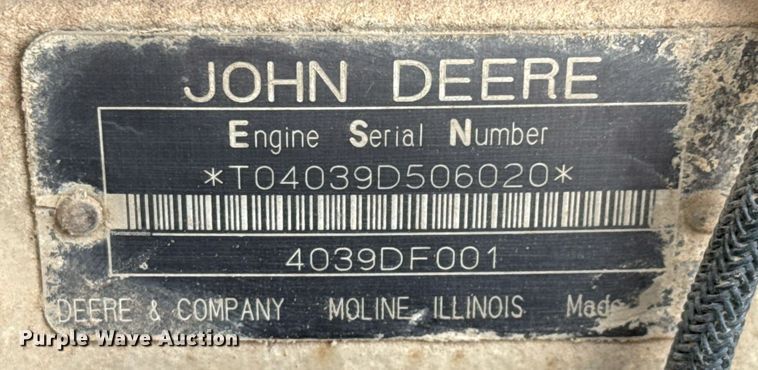 JOHN DEERE
Engine Serial Number
*T04039D506020*
4039DF001
DEERE & COMPANY MOLINE, ILLINOIS Made
Purple Wave Auction